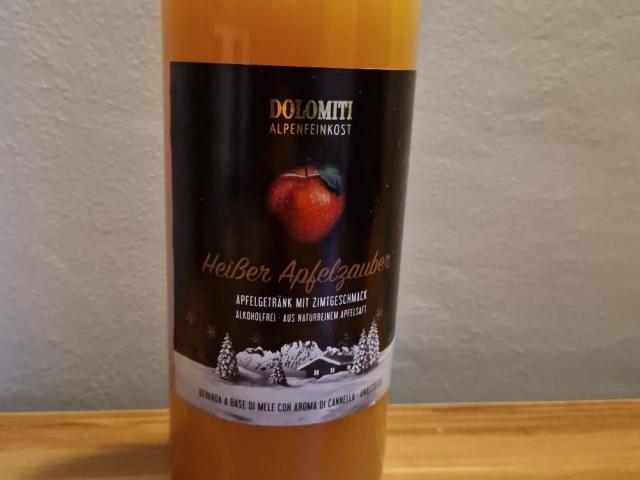 DOLOMITI
ALPENFEINKOST
Heißer Apfelzauber
APFELGETRÄNK MIT ZIMTGESCHMACK
ALKOHOLFREI · AUS NATURREINEM APFELSAFT
BEVANDA A BASE DI MELE CON AROMA DI CANNELLA · ANALCOLICA